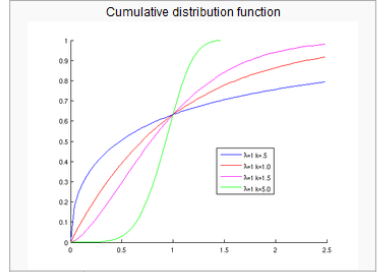 Cumulative distribution function
1
0.9
0.8
0.7
0.6
0.5
0.4
0.3
0.2
0.1
0
λ=1 k=.5
λ=1 k=1.0
λ=1 k=1.5
λ=1 k=5.0
0 0.5 1 1.5 2 2.5